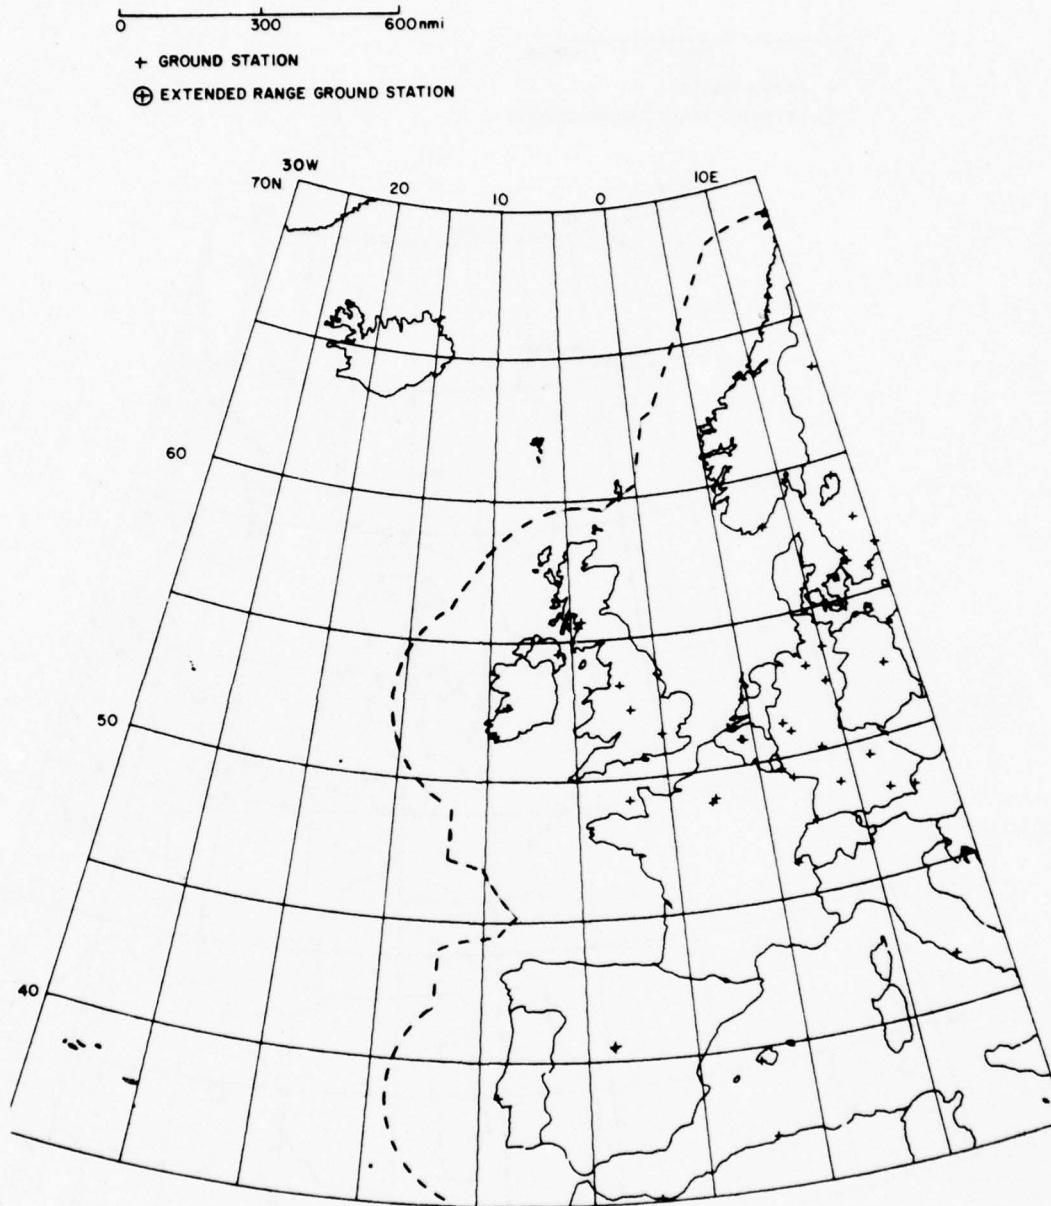 0 300 600nmi
+ GROUND STATION
⊕ EXTENDED RANGE GROUND STATION
30W
70N 20 10 0 10E
60
50
40